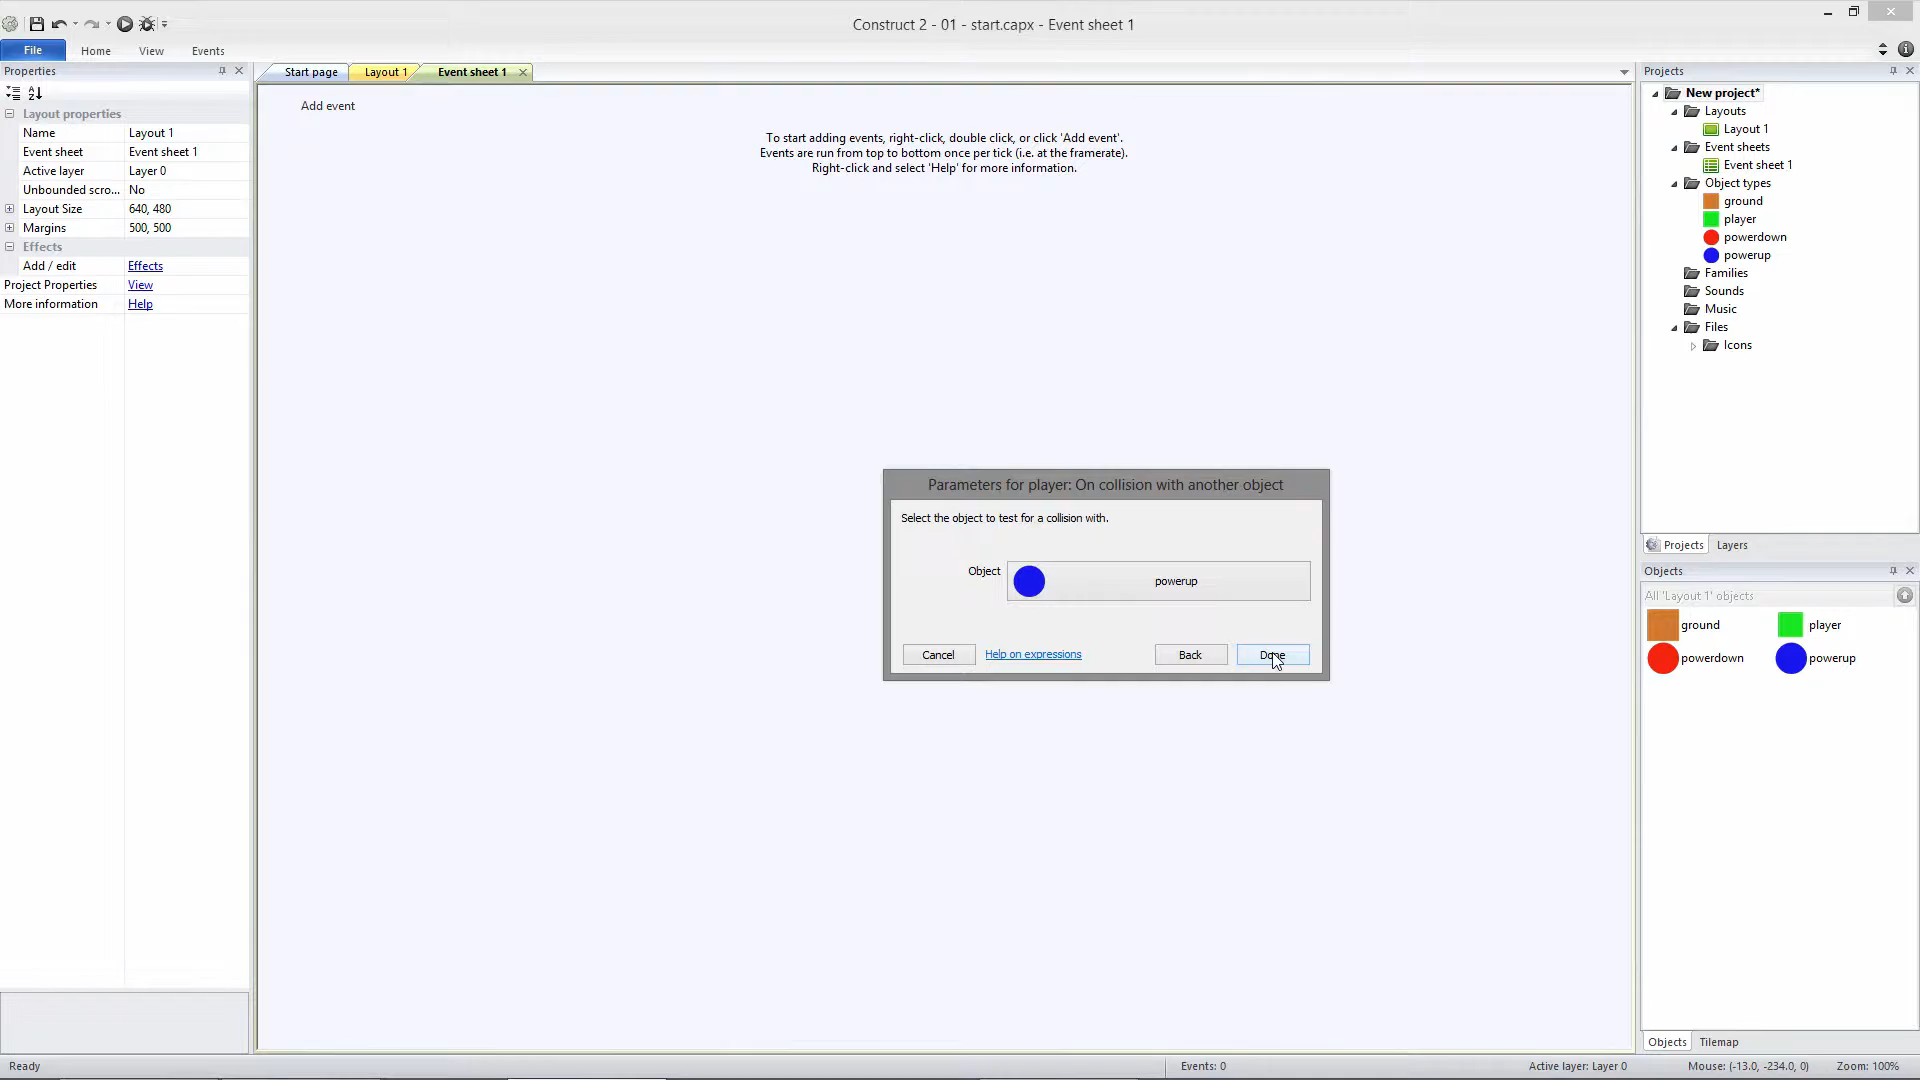 Construct 2 - 01 - start.capx - Event sheet 1
File
Home
View
Events
Properties
Start page
Layout 1
Event sheet 1
Projects
Layout properties
Name
Layout 1
Event sheet
Event sheet 1
Active layer
Layer 0
Unbounded scro...
No
Layout Size
640, 480
Margins
500, 500
Effects
Add / edit
Effects
Project Properties
View
More information
Help
Add event
To start adding events, right-click, double click, or click 'Add event'.
Events are run from top to bottom once per tick (i.e. at the framerate).
Right-click and select 'Help' for more information.
Parameters for player: On collision with another object
Select the object to test for a collision with.
Object
powerup
Cancel
Help on expressions
Back
Done
New project*
Layouts
Layout 1
Event sheets
Event sheet 1
Object types
ground
player
powerdown
powerup
Families
Sounds
Music
Files
Icons
Projects
Layers
Objects
All 'Layout 1' objects
ground
player
powerdown
powerup
Objects
Tilemap
Ready
Events: 0
Active layer: Layer 0
Mouse: (-13.0, -234.0, 0)
Zoom: 100%